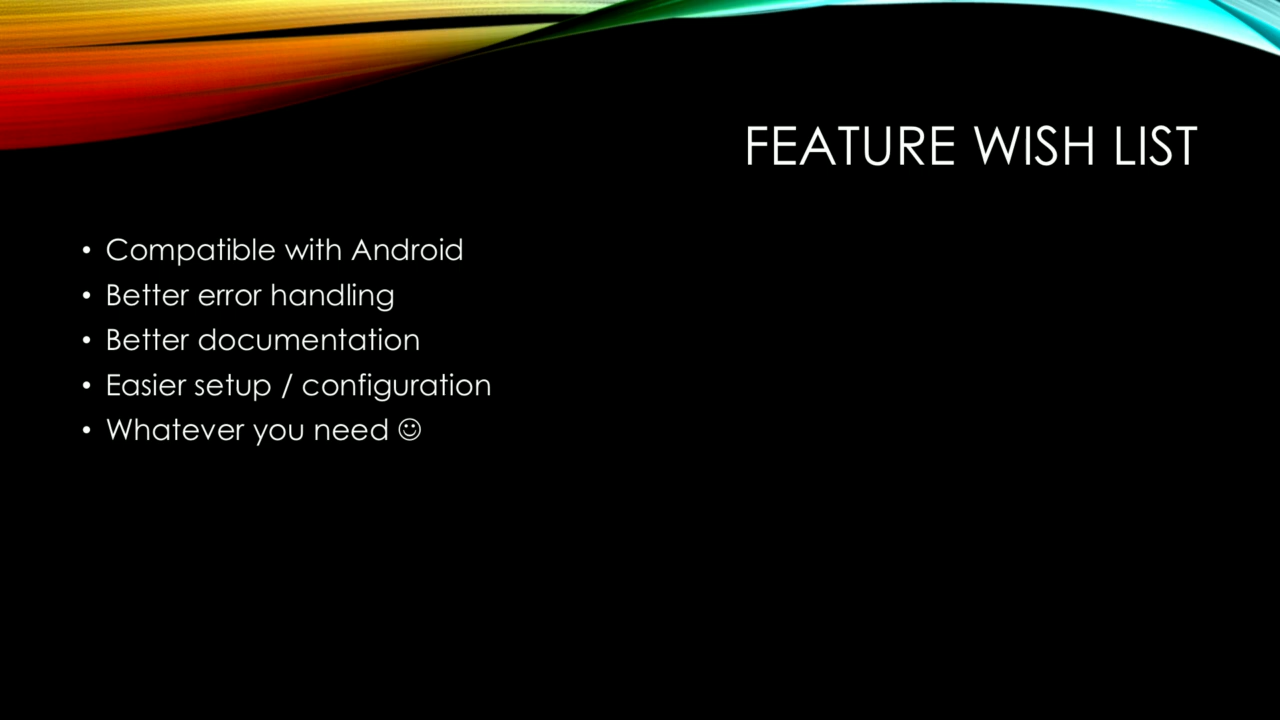 FEATURE WISH LIST
• Compatible with Android
• Better error handling
• Better documentation
• Easier setup / configuration
• Whatever you need ☺